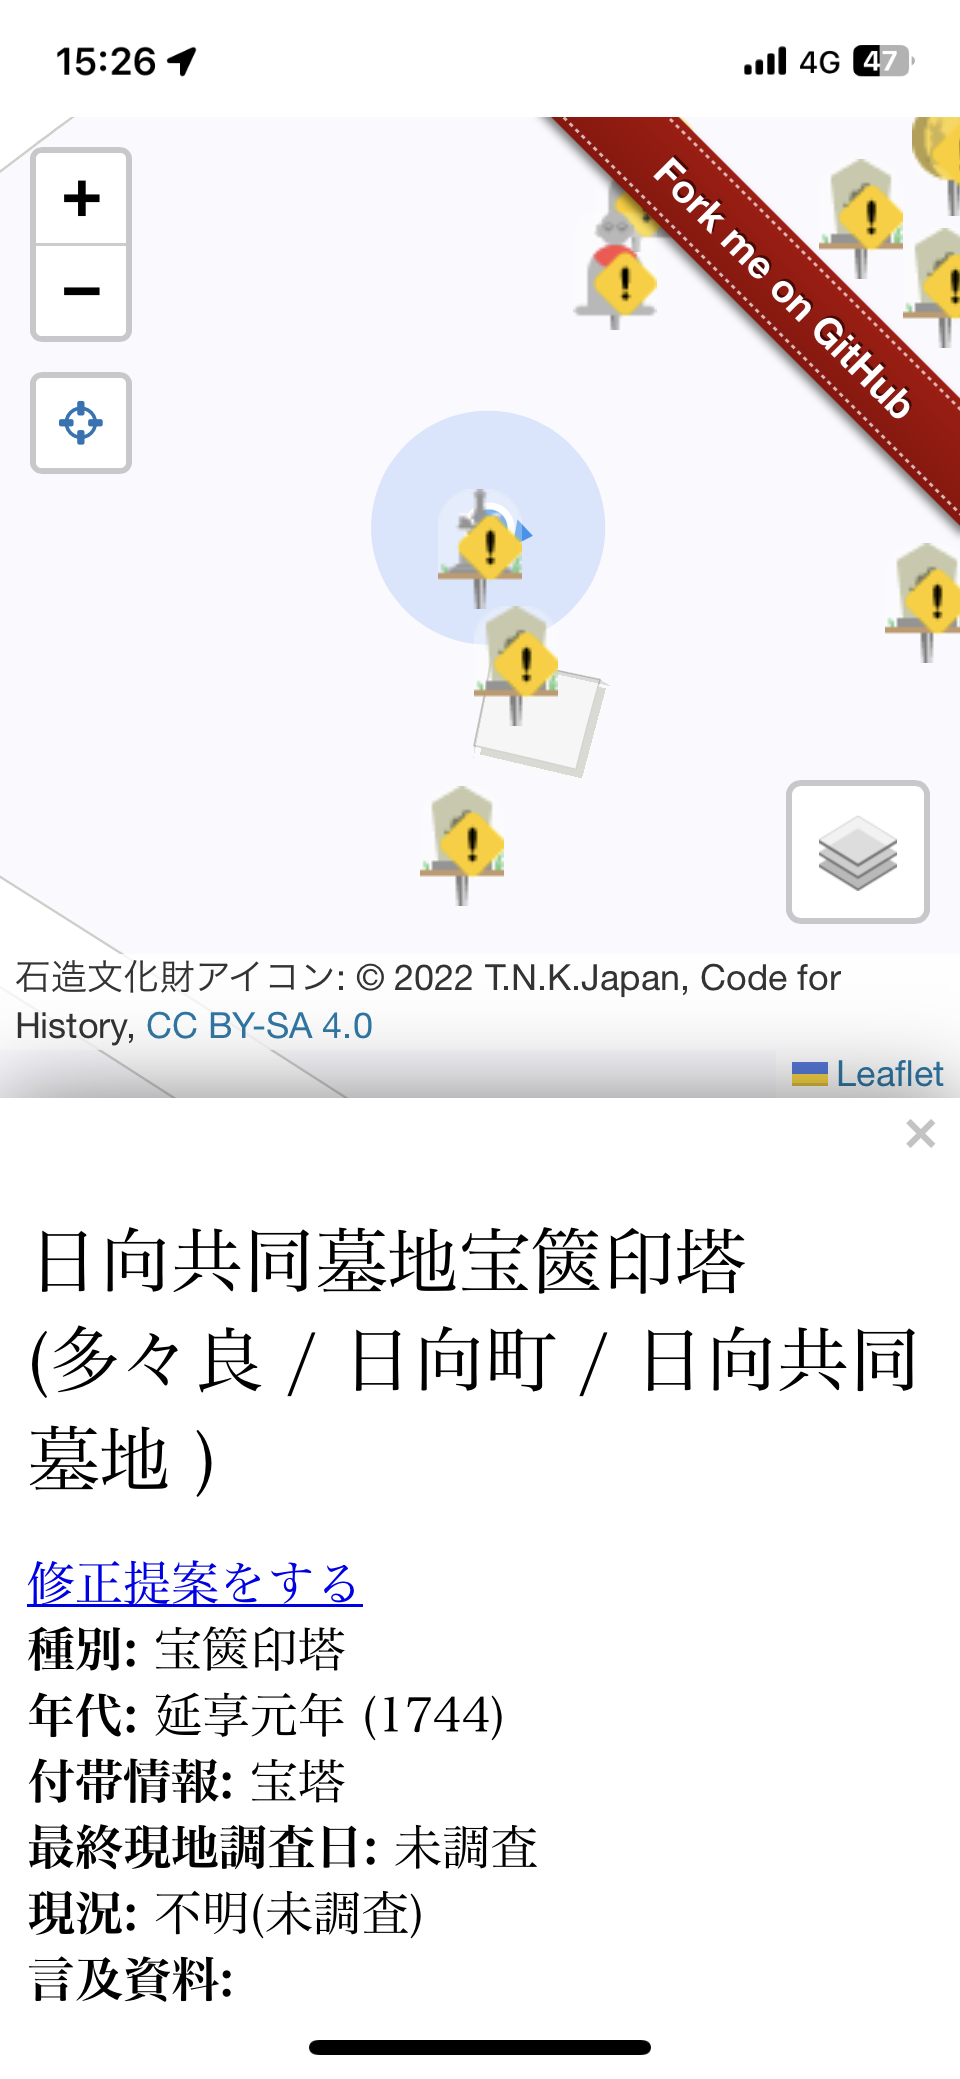 15:26
4G
47
+
−
Fork me on GitHub
石造文化財アイコン: © 2022 T.N.K.Japan, Code for
History, CC BY-SA 4.0
Leaflet
×
日向共同墓地宝篋印塔
(多々良 / 日向町 / 日向共同
墓地 )
修正提案をする
種別: 宝篋印塔
年代: 延享元年 (1744)
付帯情報: 宝塔
最終現地調査日: 未調査
現況: 不明(未調査)
言及資料: